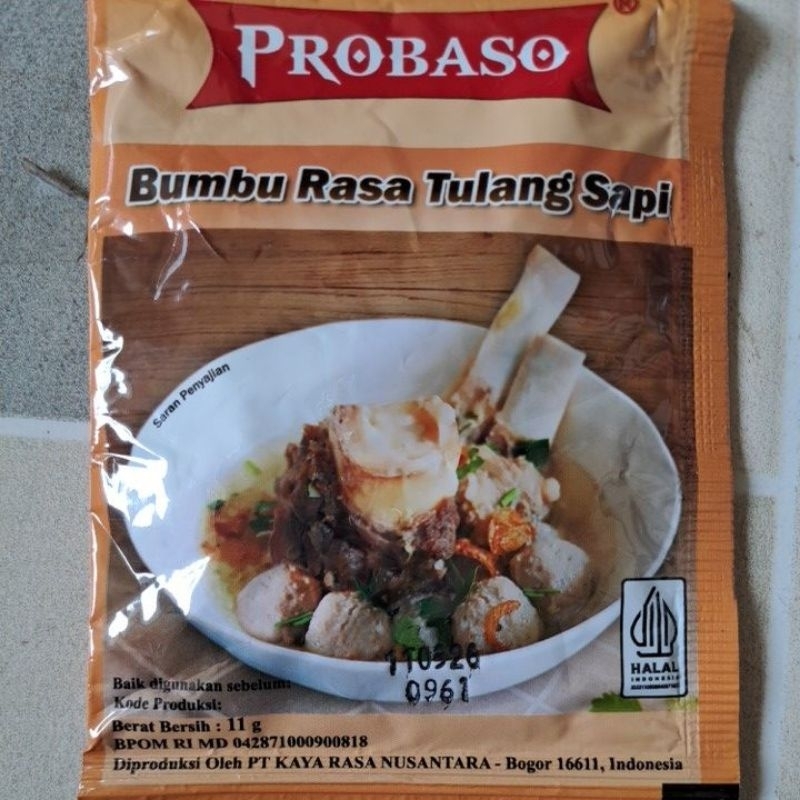 PROBASO ®
Bumbu Rasa Tulang Sapi
Saran Penyajian
HALAL
INDONESIA
Baik digunakan sebelum: 110326
Kode Produksi: 0961
Berat Bersih : 11 g
BPOM RI MD 042871000900818
Diproduksi Oleh PT KAYA RASA NUSANTARA - Bogor 16611, Indonesia